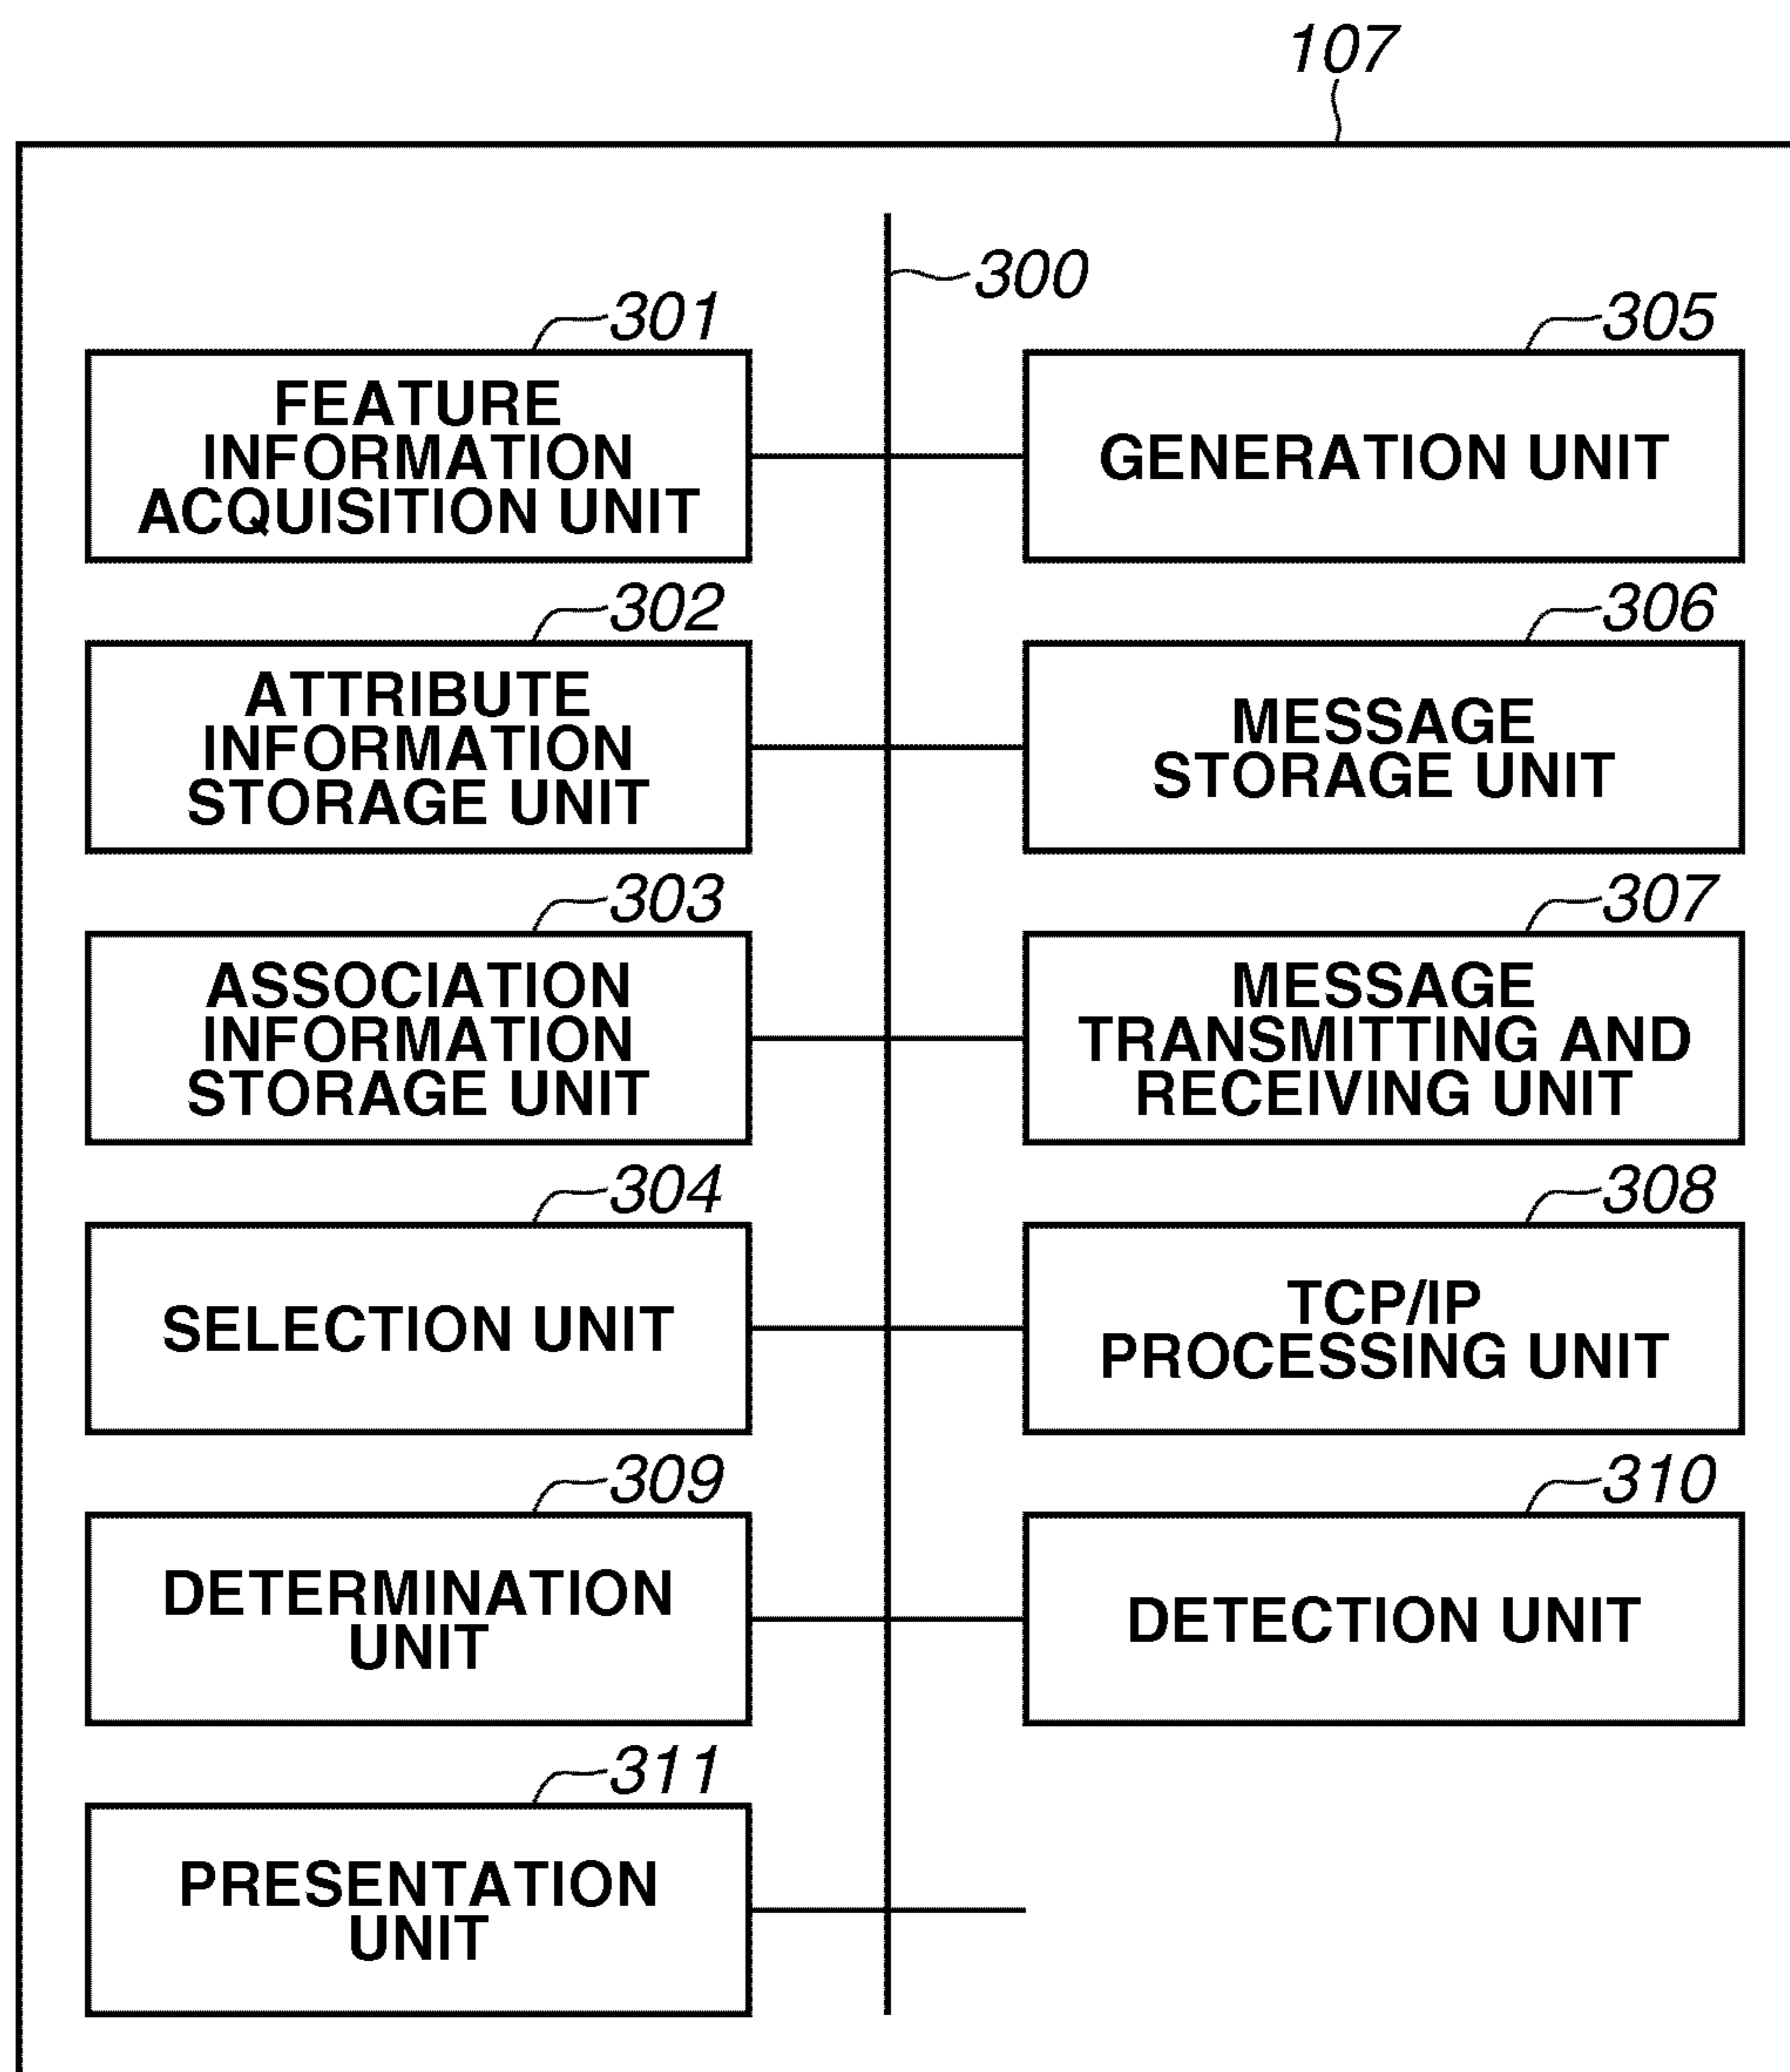 107
300
301
FEATURE
INFORMATION
ACQUISITION UNIT
305
GENERATION UNIT
302
ATTRIBUTE
INFORMATION
STORAGE UNIT
306
MESSAGE
STORAGE UNIT
303
ASSOCIATION
INFORMATION
STORAGE UNIT
307
MESSAGE
TRANSMITTING AND
RECEIVING UNIT
304
SELECTION UNIT
308
TCP/IP
PROCESSING UNIT
309
DETERMINATION
UNIT
310
DETECTION UNIT
311
PRESENTATION
UNIT